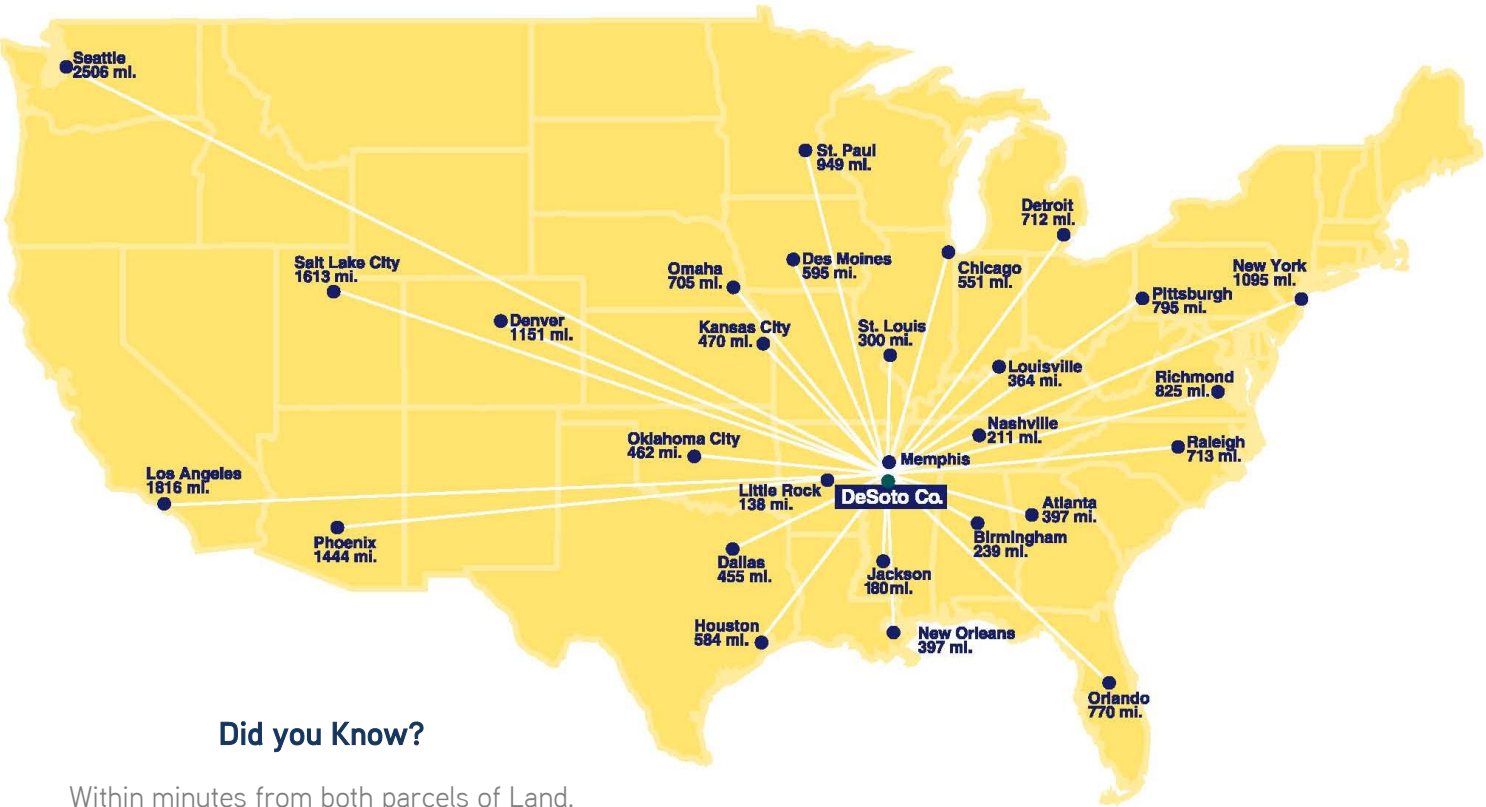 Seattle
2506 mi.
St. Paul
949 mi.
Detroit
712 mi.
Salt Lake City
1613 mi.
Omaha
705 mi.
Des Moines
595 mi.
Chicago
551 mi.
New York
1095 mi.
Pittsburgh
795 mi.
Denver
1151 mi.
Kansas City
470 mi.
St. Louis
300 mi.
Louisville
364 mi.
Richmond
825 mi.
Nashville
211 mi.
Oklahoma City
462 mi.
Memphis
Raleigh
713 mi.
Los Angeles
1816 mi.
Little Rock
138 mi.
DeSoto Co.
Atlanta
397 mi.
Phoenix
1444 mi.
Birmingham
239 mi.
Dallas
455 mi.
Jackson
180mi.
Houston
584 mi.
New Orleans
397 mi.
Orlando
770 mi.
Did you Know?
Within minutes from both parcels of Land.